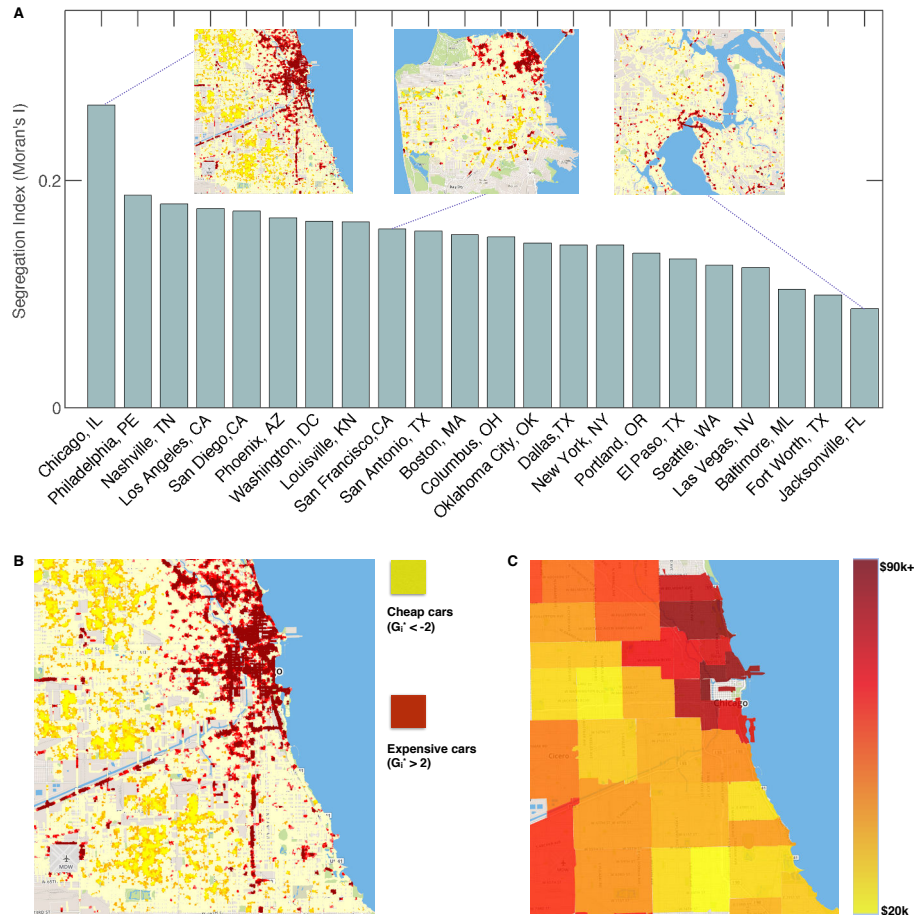 A
Segregation Index (Moran's I)
0.2
0
Chicago, IL
Philadelphia, PE
Nashville, TN
Los Angeles, CA
San Diego,CA
Phoenix, AZ
Washington, DC
Louisville, KN
San Francisco,CA
San Antonio, TX
Boston, MA
Columbus, OH
Oklahoma City, OK
Dallas,TX
New York, NY
Portland, OR
El Paso, TX
Seattle, WA
Las Vegas, NV
Baltimore, ML
Fort Worth, TX
Jacksonville, FL
B
MDW
Cheap cars
(Gi* < -2)
Expensive cars
(Gi* > 2)
C
Cicero
Chicago
$90k+
$20k